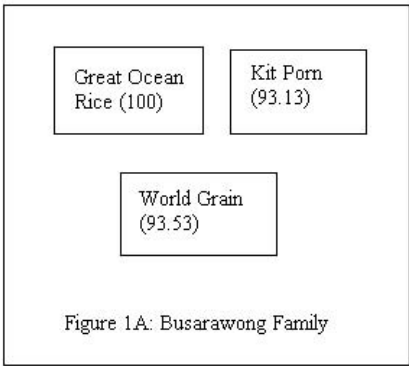 Great Ocean
Rice (100)
Kit Porn
(93.13)
World Grain
(93.53)
Figure 1A: Busarawong Family